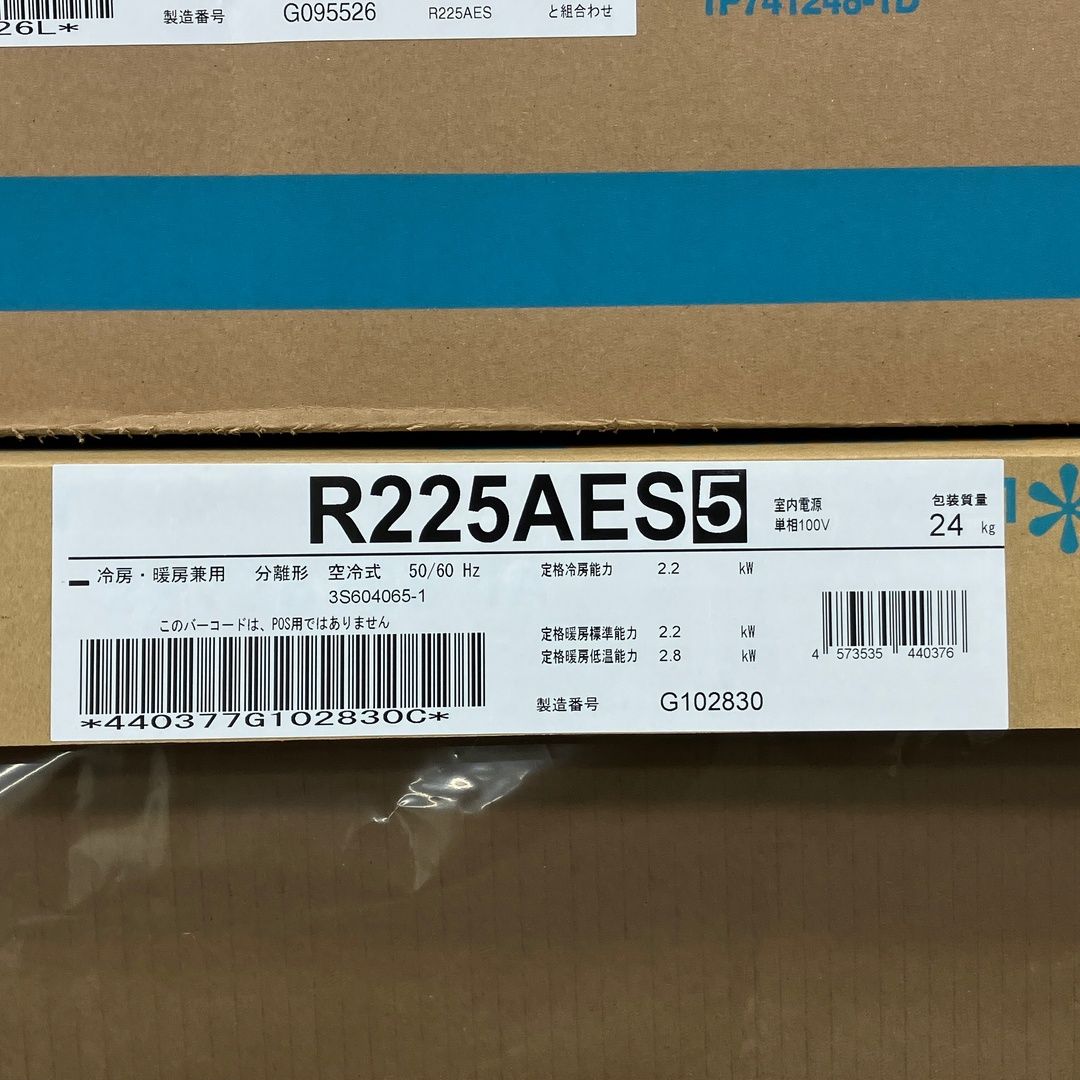 26L*
製造番号 G095526 R225AES と組合わせ
1P741248-1D
R225AES5
室内電源
単相100V
包装質量
24 kg
冷房・暖房兼用 分離形 空冷式 50/60 Hz
3S604065-1
このバーコードは、POS用ではありません
*440377G102830C*
定格冷房能力 2.2 kW
定格暖房標準能力 2.2 kW
定格暖房低温能力 2.8 kW
製造番号 G102830
4 573535 440376